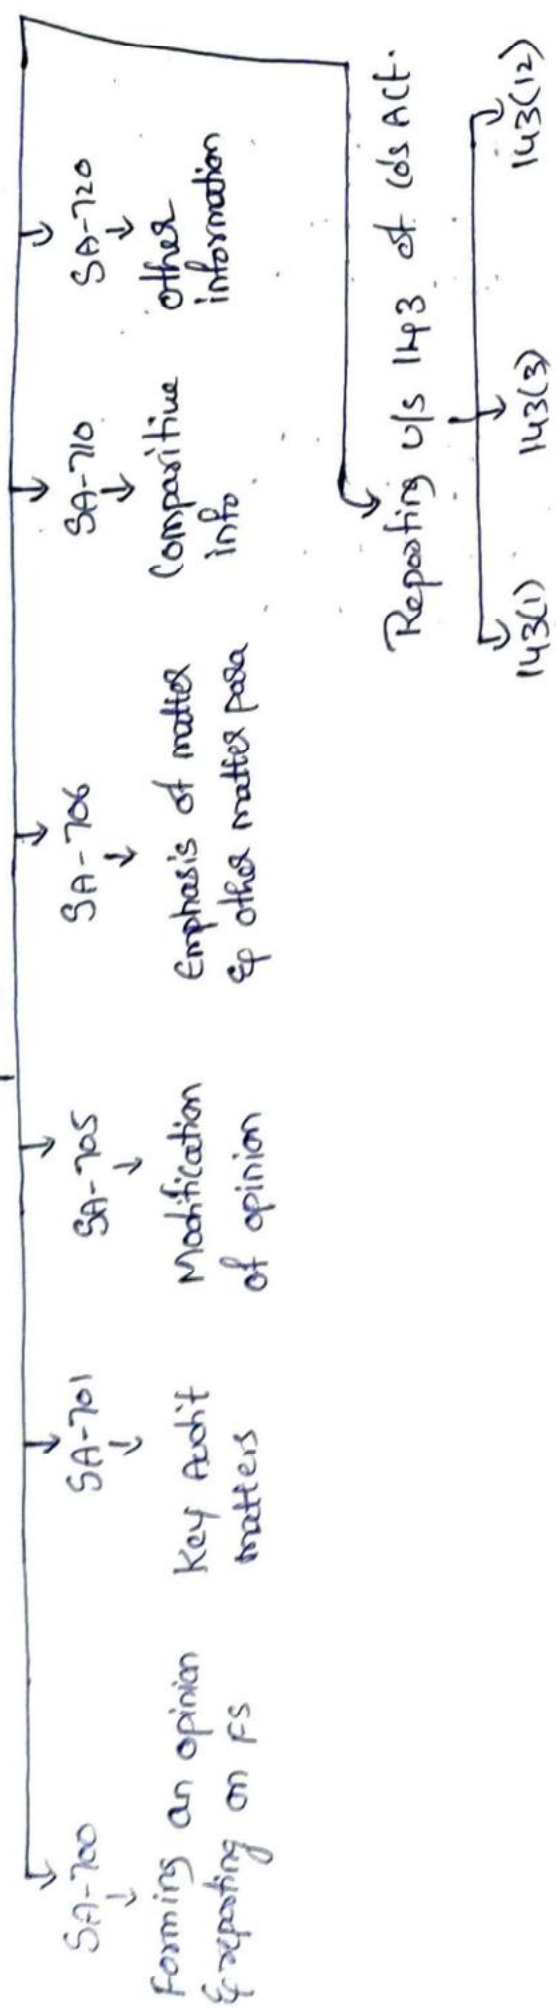 SA-700
Forming an opinion
& reporting on FS
SA-701
Key Audit
matters
SA-705
Modification
of opinion
SA-706
Emphasis of matter
& other matter para
SA-710
Comparitive
info
SA-720
other
information
Reporting u/s 143 of Co's Act.
143(1)
143(3)
143(12)